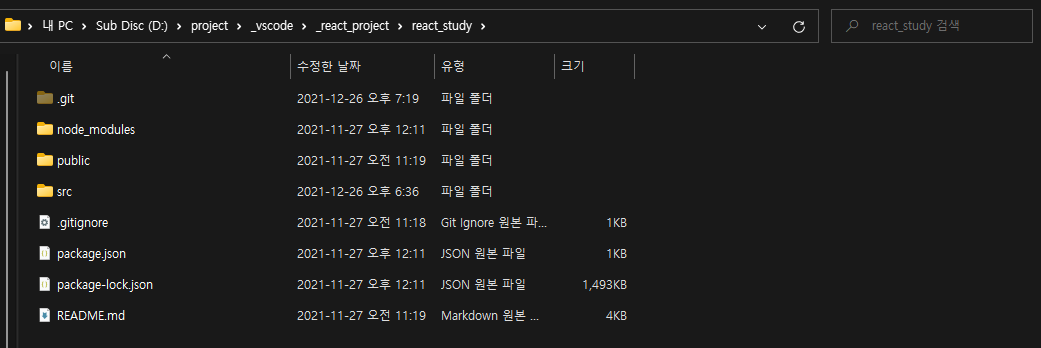 내 PC > Sub Disc (D:) > project > _vscode > _react_project > react_study > react_study 검색
이름 수정한 날짜 유형 크기
.git 2021-12-26 오후 7:19 파일 폴더
node_modules 2021-11-27 오후 12:11 파일 폴더
public 2021-11-27 오전 11:19 파일 폴더
src 2021-12-26 오후 6:36 파일 폴더
.gitignore 2021-11-27 오전 11:18 Git Ignore 원본 파... 1KB
package.json 2021-11-27 오후 12:11 JSON 원본 파일 1KB
package-lock.json 2021-11-27 오후 12:11 JSON 원본 파일 1,493KB
README.md 2021-11-27 오전 11:19 Markdown 원본 ... 4KB